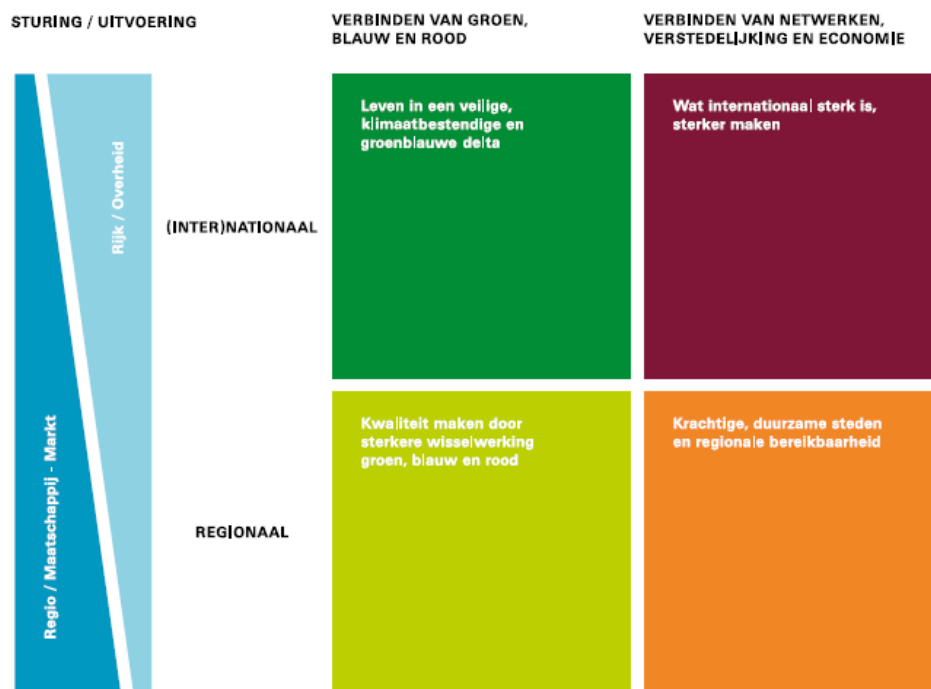 STURING / UITVOERING
VERBINDEN VAN GROEN,
BLAUW EN ROOD
VERBINDEN VAN NETWERKEN,
VERSTEDELIJKING EN ECONOMIE
Rijk / Overheid
Regio / Maatschappij - Markt
(INTER)NATIONAAL
Leven in een veilige,
klimaatbestendige en
groenblauwe delta
Wat internationaal sterk is,
sterker maken
REGIONAAL
Kwaliteit maken door
sterkere wisselwerking
groen, blauw en rood
Krachtige, duurzame steden
en regionale bereikbaarheid